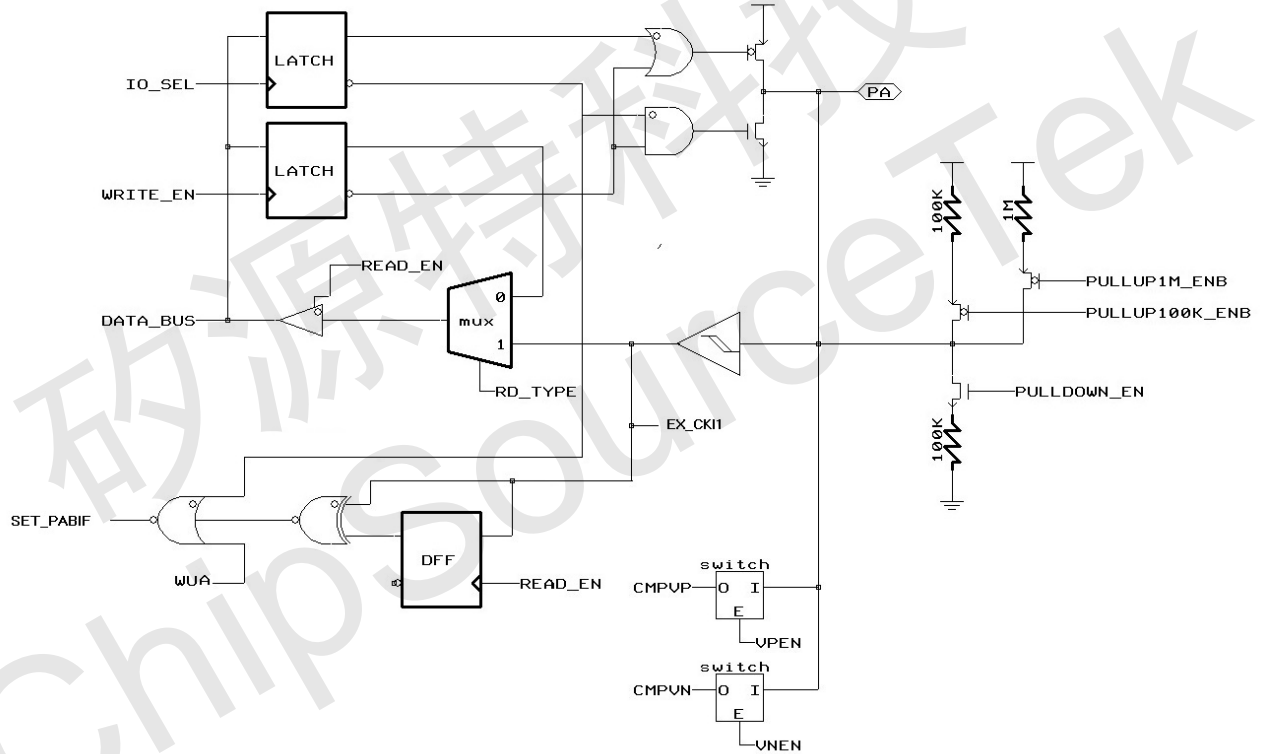 LATCH
IO_SEL
PA
LATCH
WRITE_EN
100K
1M
READ_EN
PULLUP1M_ENB
0
DATA_BUS
mux
PULLUP100K_ENB
1
RD_TYPE
PULLDOWN_EN
EX_CKI1
100K
SET_PABIF
DFF
WUA
READ_EN
switch
CMPVP
O I
E
VPEN
switch
CMPVN
O I
E
VNEN
矽源特科技
ChipSourceTek